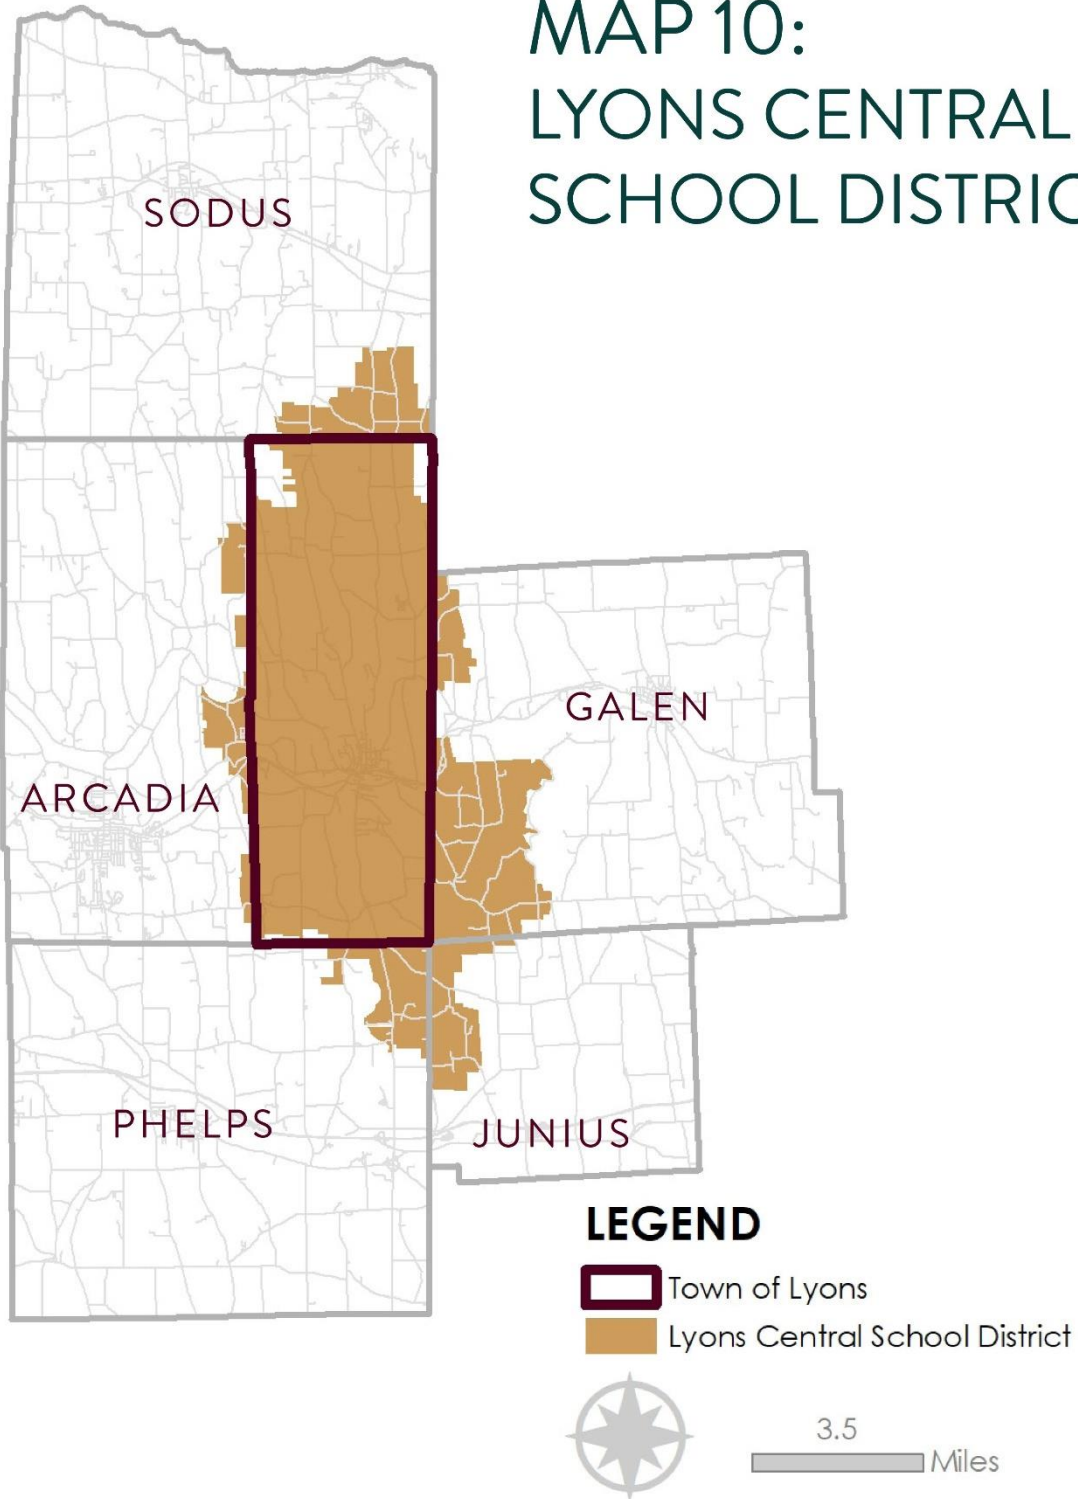 MAP 10:
LYONS CENTRAL
SCHOOL DISTRIC
SODUS
GALEN
ARCADIA
PHELPS
JUNIUS
LEGEND
Town of Lyons
Lyons Central School District
3.5
Miles